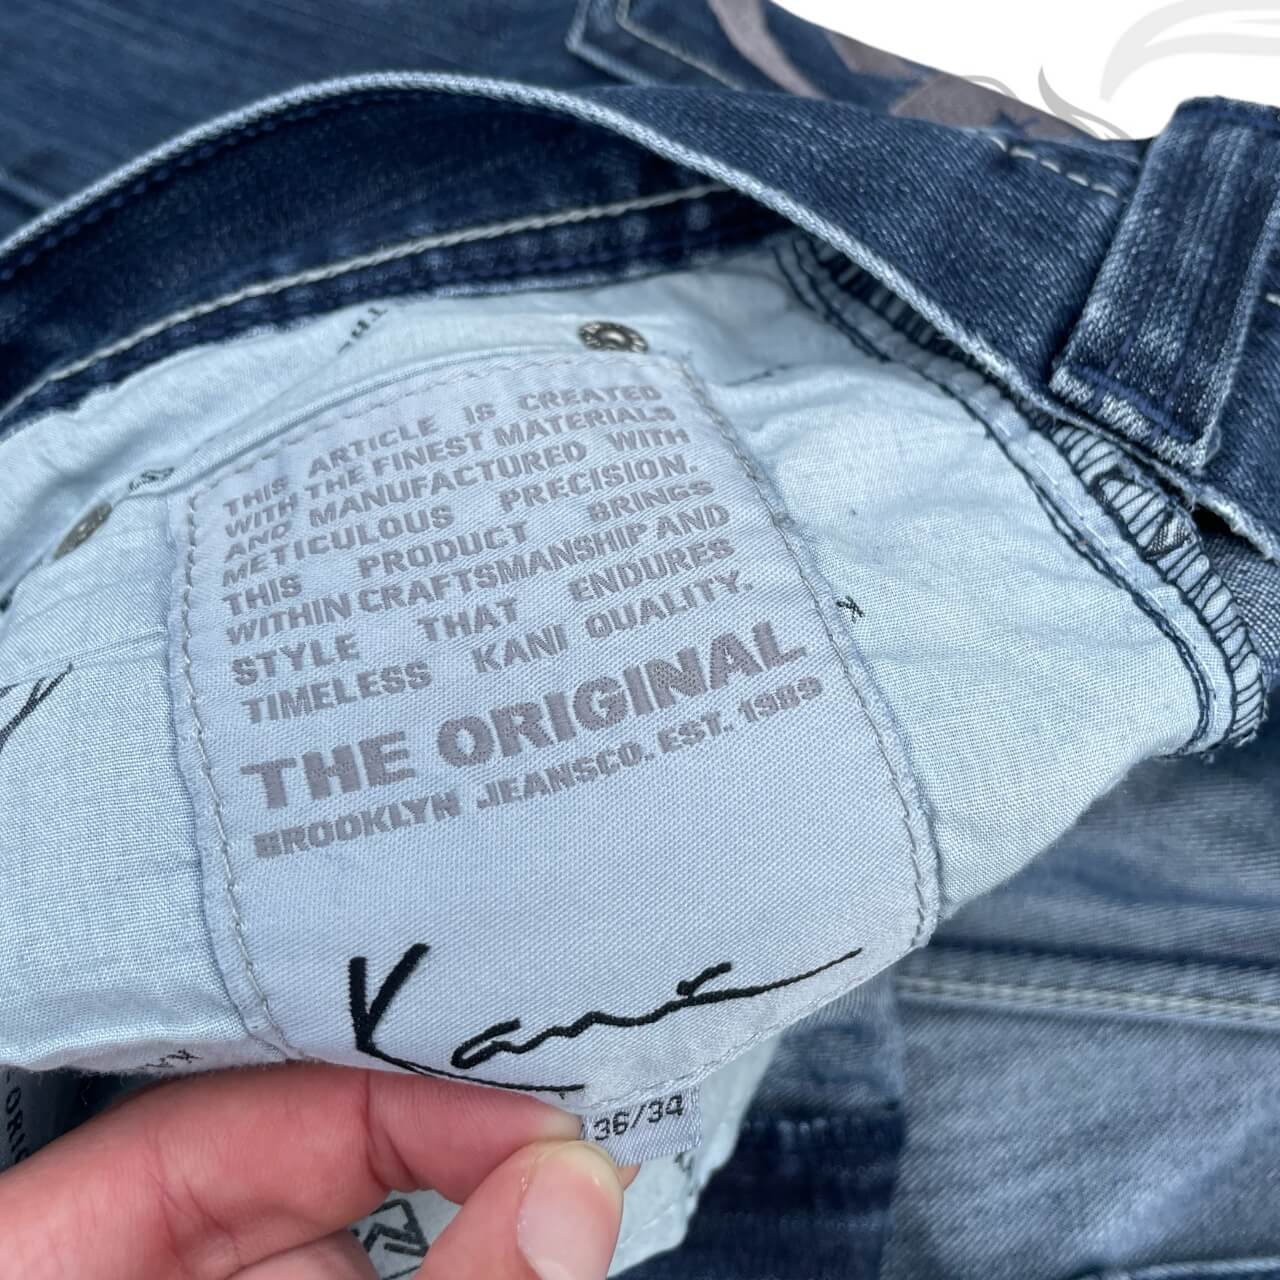 THIS ARTICLE IS CREATED
WITH THE FINEST MATERIALS
AND MANUFACTURED WITH
METICULOUS PRECISION.
THIS PRODUCT BRINGS
WITHIN CRAFTSMANSHIP AND
STYLE THAT ENDURES
TIMELESS KANI QUALITY.
THE ORIGINAL
BROOKLYN JEANSCO. EST. 1989
Kani
36/34